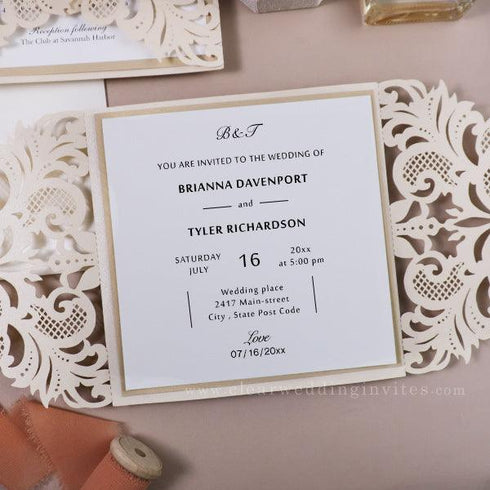 Reception following
The Club at Savannah Harbor
B & T
YOU ARE INVITED TO THE WEDDING OF
BRIANNA DAVENPORT
and
TYLER RICHARDSON
SATURDAY
JULY
16
20xx
at 5:00 pm
Wedding place
2417 Main-street
City , State Post Code
Love
07/16/20xx
www.clearweddinginvites.com